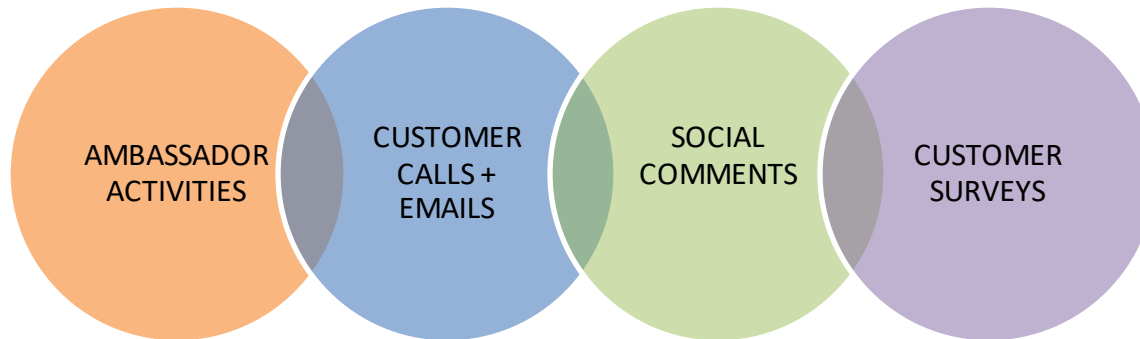 AMBASSADOR
ACTIVITIES
CUSTOMER
CALLS +
EMAILS
SOCIAL
COMMENTS
CUSTOMER
SURVEYS